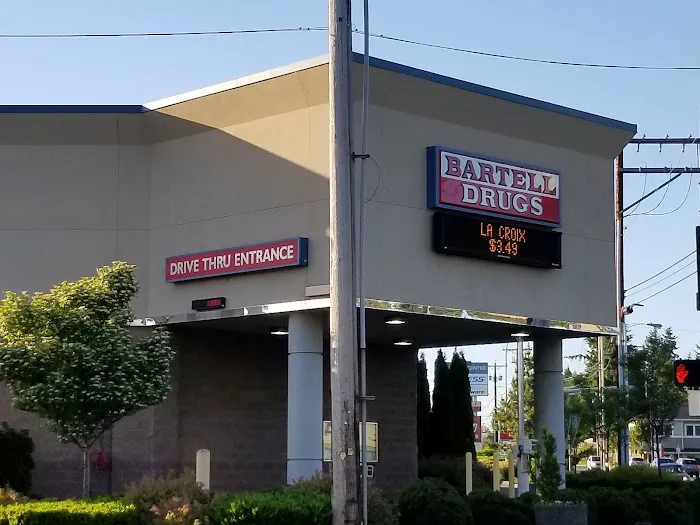 BARTELL
DRUGS
LA CROIX
$3.49
DRIVE THRU ENTRANCE